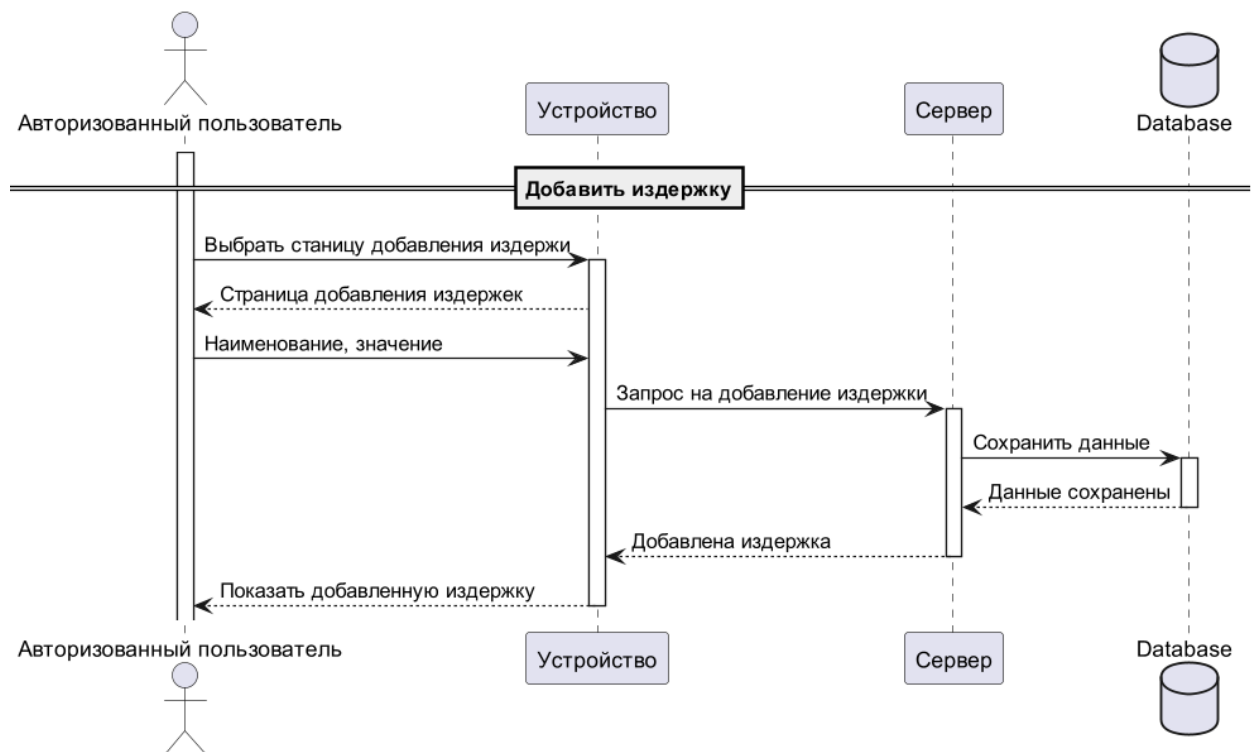 Авторизованный пользователь
Устройство
Сервер
Database
Добавить издержку
Выбрать станицу добавления издержи
Страница добавления издержек
Наименование, значение
Запрос на добавление издержки
Сохранить данные
Данные сохранены
Добавлена издержка
Показать добавленную издержку
Авторизованный пользователь
Устройство
Сервер
Database